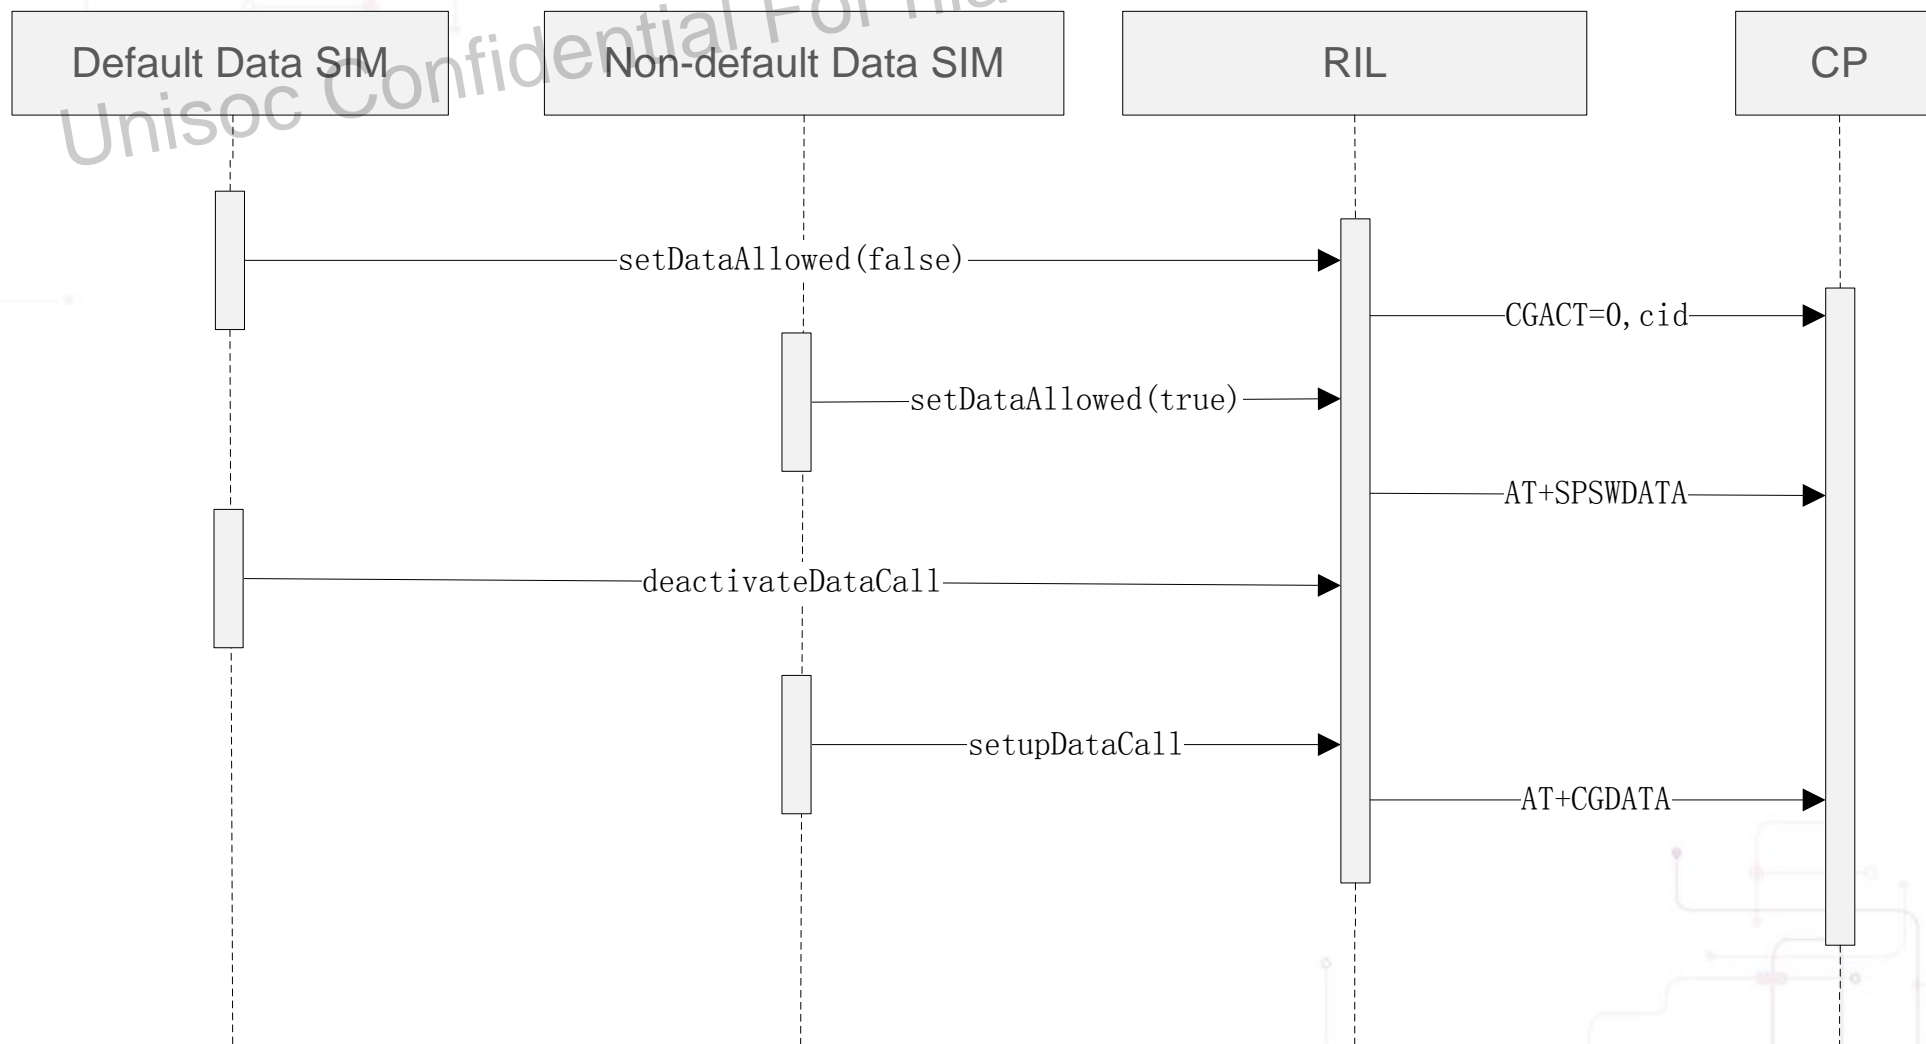 Default Data SIM
Non-default Data SIM
RIL
CP
Unisoc Confidential For
setDataAllowed(false)
CGACT=0,cid
setDataAllowed(true)
AT+SPSWDATA
deactivateDataCall
setupDataCall
AT+CGDATA